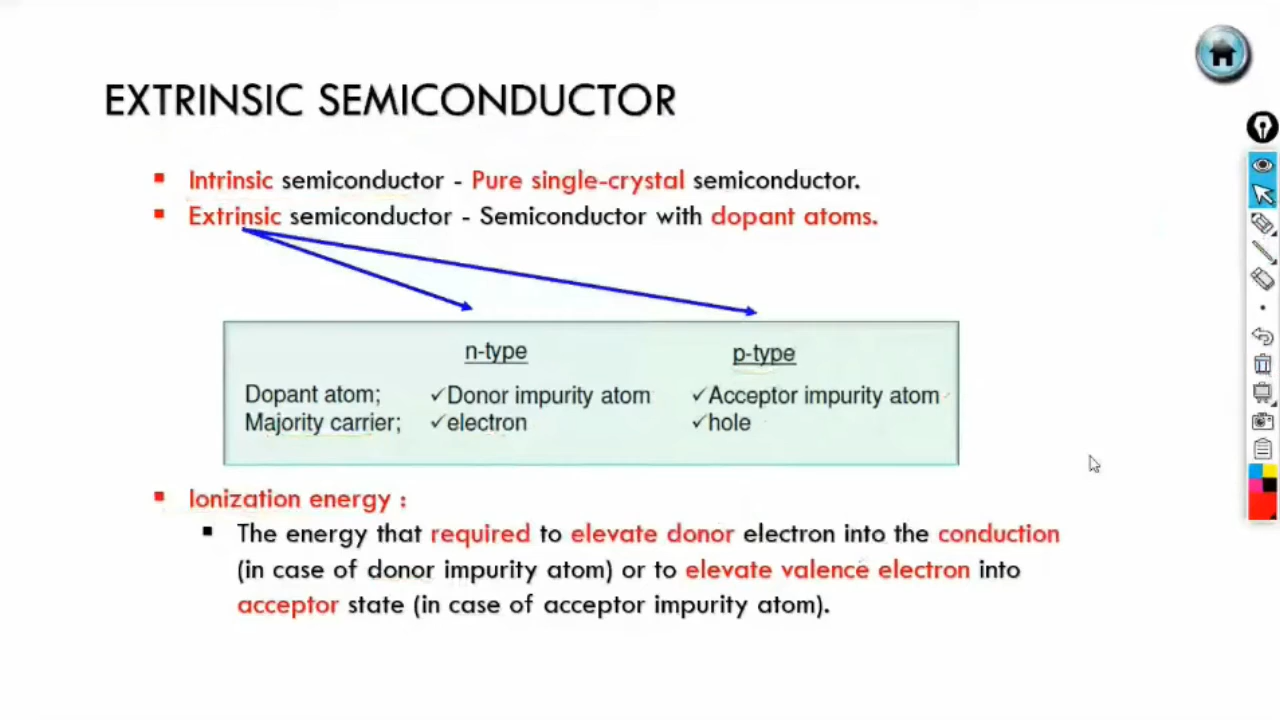 EXTRINSIC SEMICONDUCTOR
Intrinsic semiconductor - Pure single-crystal semiconductor.
Extrinsic semiconductor - Semiconductor with dopant atoms.
n-type p-type
Dopant atom; ✓Donor impurity atom ✓Acceptor impurity atom
Majority carrier; ✓electron ✓hole
Ionization energy :
The energy that required to elevate donor electron into the conduction
(in case of donor impurity atom) or to elevate valence electron into
acceptor state (in case of acceptor impurity atom).